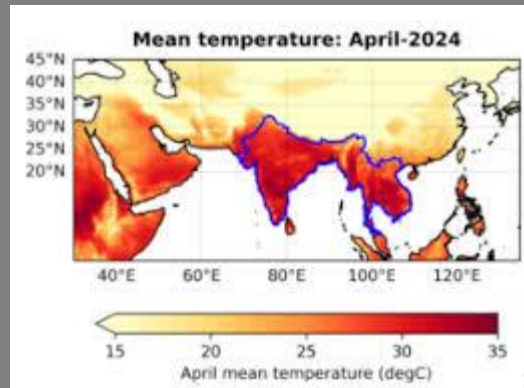 Mean temperature: April-2024
45°N
40°N
35°N
30°N
25°N
20°N
40°E 60°E 80°E 100°E 120°E
15 20 25 30 35
April mean temperature (degC)